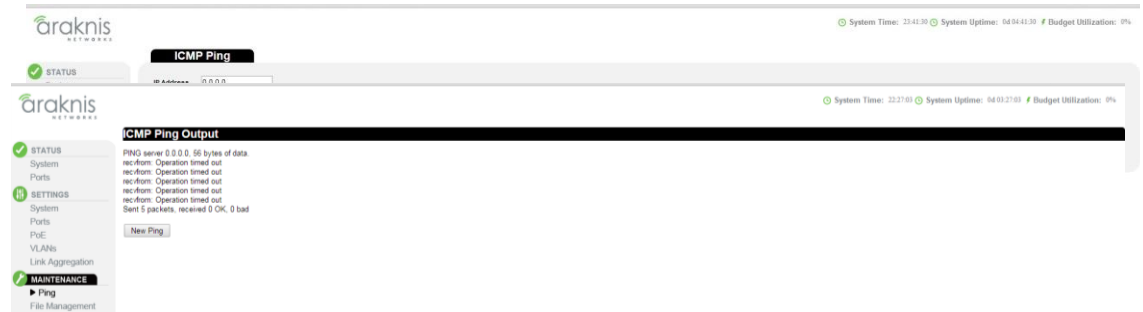 araknis
NETWORKS
System Time: 23:41:30 System Uptime: 0d 04:41:30 Budget Utilization: 0%
ICMP Ping
STATUS
IP Address 0.0.0.0
araknis
NETWORKS
System Time: 22:27:03 System Uptime: 0d 03:27:03 Budget Utilization: 0%
ICMP Ping Output
STATUS
System
Ports
SETTINGS
System
Ports
PoE
VLANs
Link Aggregation
MAINTENANCE
Ping
File Management
PING server 0.0.0.0, 56 bytes of data.
recvfrom: Operation timed out
recvfrom: Operation timed out
recvfrom: Operation timed out
recvfrom: Operation timed out
recvfrom: Operation timed out
Sent 5 packets, received 0 OK, 0 bad
New Ping